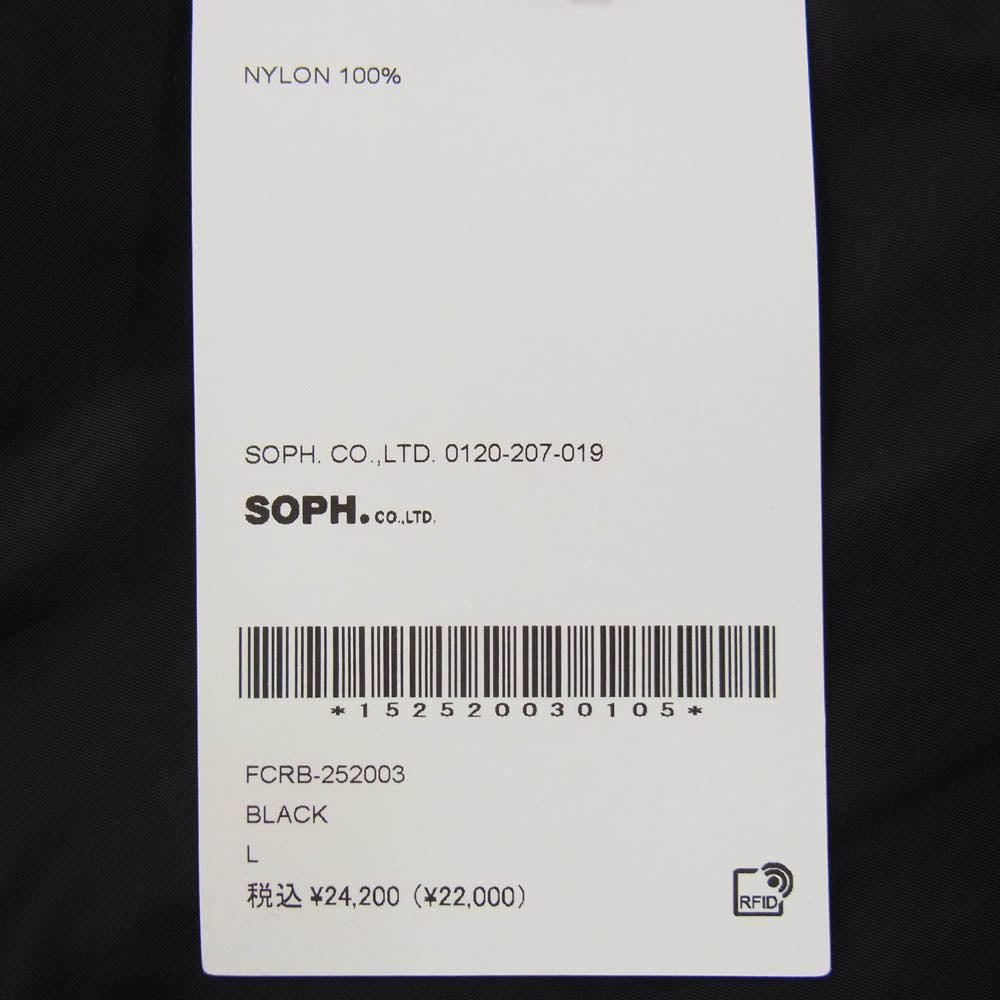 NYLON 100%
SOPH. CO.,LTD. 0120-207-019
SOPH. CO.,LTD.
*152520030105*
FCRB-252003
BLACK
L
税込 ¥24,200 (¥22,000)
RFID